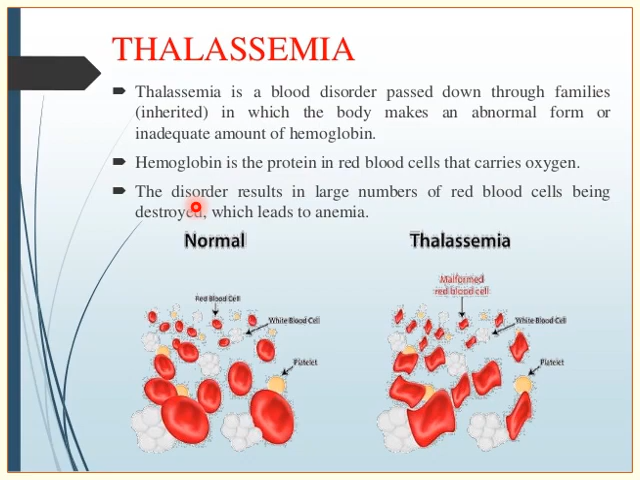 THALASSEMIA
Thalassemia is a blood disorder passed down through families
(inherited) in which the body makes an abnormal form or
inadequate amount of hemoglobin.
Hemoglobin is the protein in red blood cells that carries oxygen.
The disorder results in large numbers of red blood cells being
destroyed, which leads to anemia.
Normal
Thalassemia
Red Blood Cell
White Blood Cell
Platelet
Malformed
red blood cell
White Blood Cell
Platelet